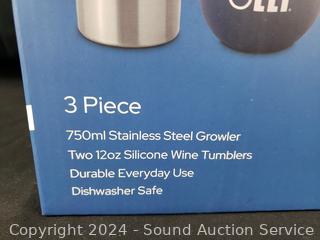 3 Piece
750ml Stainless Steel Growler
Two 12oz Silicone Wine Tumblers
Durable Everyday Use
Dishwasher Safe
Copyright 2024 - Sound Auction Service